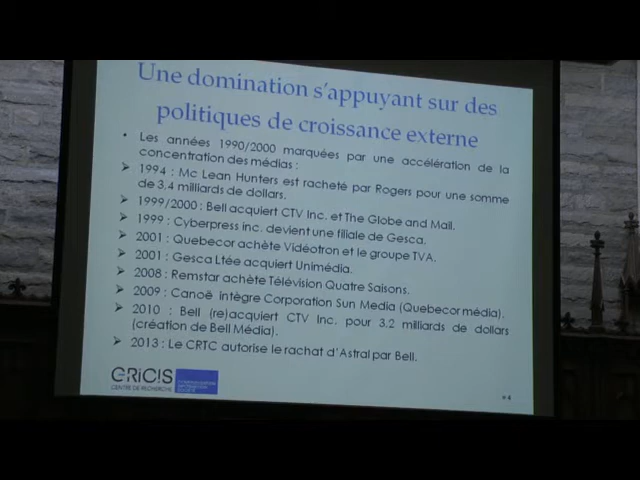 Une domination s'appuyant sur des
politiques de croissance externe
• Les années 1990/2000 marquées par une accélération de la
concentration des médias :
➢ 1994 : Mc Lean Hunters est racheté par Rogers pour une somme
de 3,4 milliards de dollars.
➢ 1999/2000 : Bell acquiert CTV Inc. et The Globe and Mail.
➢ 1999 : Cyberpress inc. devient une filiale de Gesca.
➢ 2001 : Quebecor achète Vidéotron et le groupe TVA.
➢ 2001 : Gesca Ltée acquiert Unimédia.
➢ 2008 : Remstar achète Télévision Quatre Saisons.
➢ 2009 : Canoë intègre Corporation Sun Media (Quebecor média).
➢ 2010 : Bell (re)acquiert CTV Inc. pour 3.2 milliards de dollars
(création de Bell Média).
➢ 2013 : Le CRTC autorise le rachat d'Astral par Bell.
CRICIS
CENTRE DE RECHERCHE